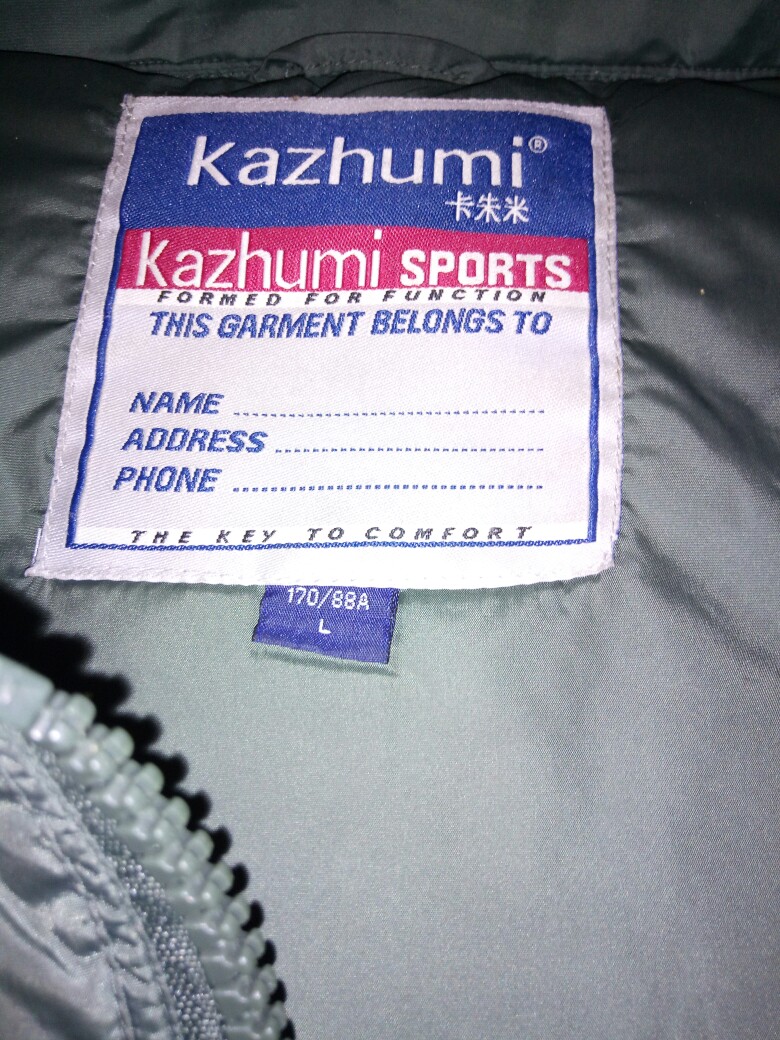 Kazhumi®
卡朱米
Kazhumi SPORTS
FORMED FOR FUNCTION
THIS GARMENT BELONGS TO
NAME
ADDRESS
PHONE
THE KEY TO COMFORT
170/88A
L